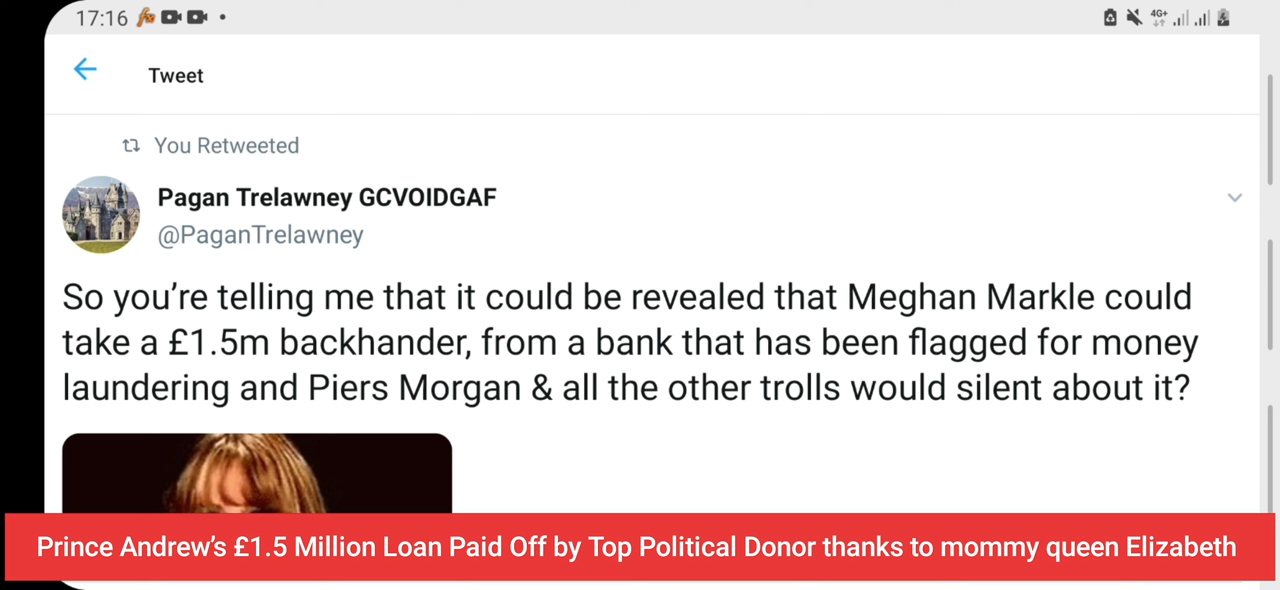 17:16
4G+
Tweet
You Retweeted
Pagan Trelawney GCVOIDGAF
@PaganTrelawney
So you’re telling me that it could be revealed that Meghan Markle could
take a £1.5m backhander, from a bank that has been flagged for money
laundering and Piers Morgan & all the other trolls would silent about it?
Prince Andrew’s £1.5 Million Loan Paid Off by Top Political Donor thanks to mommy queen Elizabeth